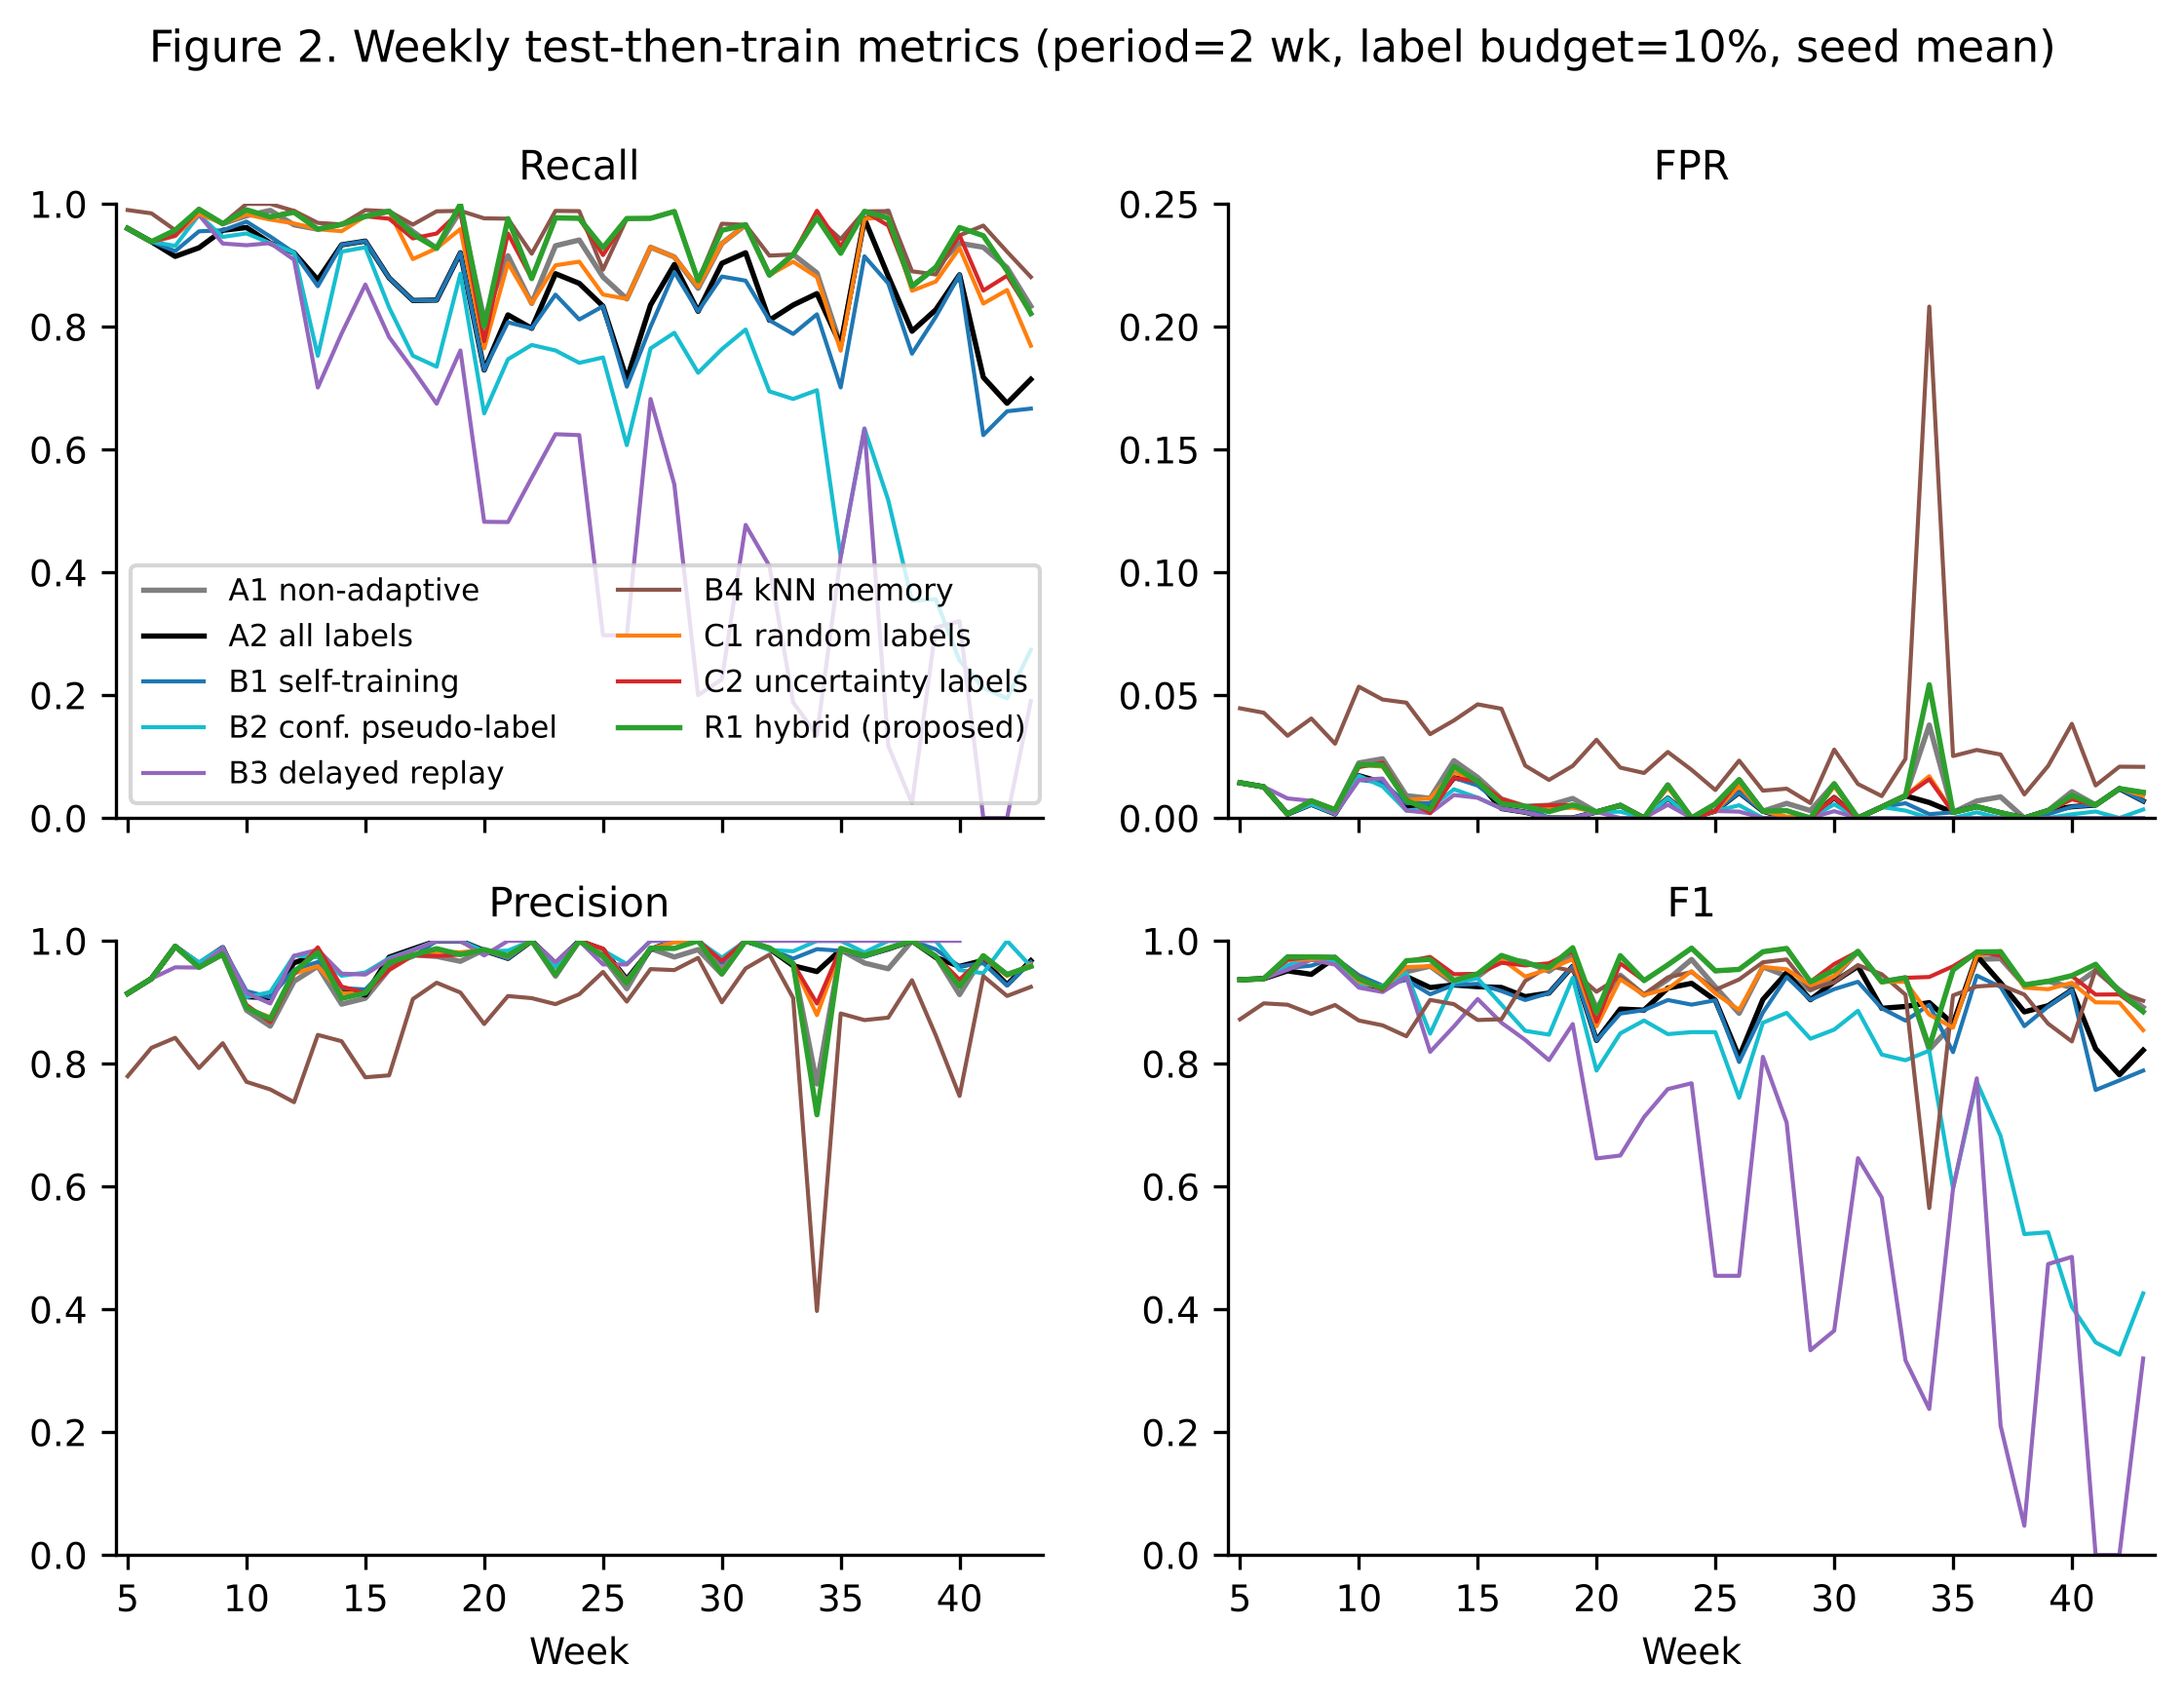 Figure 2. Weekly test-then-train metrics (period=2 wk, label budget=10%, seed mean)
Recall
1.0
0.8
0.6
0.4
0.2
0.0
A1 non-adaptive
A2 all labels
B1 self-training
B2 conf. pseudo-label
B3 delayed replay
B4 kNN memory
C1 random labels
C2 uncertainty labels
R1 hybrid (proposed)
FPR
0.25
0.20
0.15
0.10
0.05
0.00
Precision
1.0
0.8
0.6
0.4
0.2
0.0
5 10 15 20 25 30 35 40
Week
F1
1.0
0.8
0.6
0.4
0.2
0.0
5 10 15 20 25 30 35 40
Week